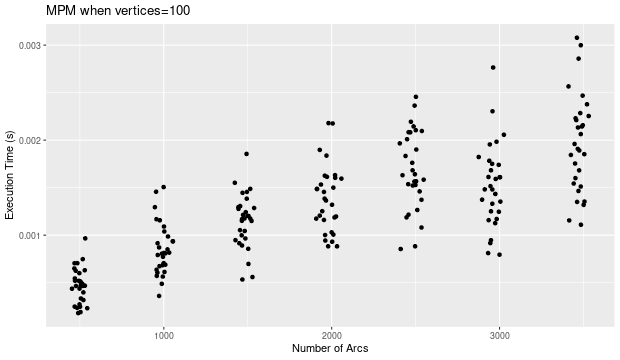 MPM when vertices=100
0.003
0.002
0.001
Execution Time (s)
1000
2000
3000
Number of Arcs